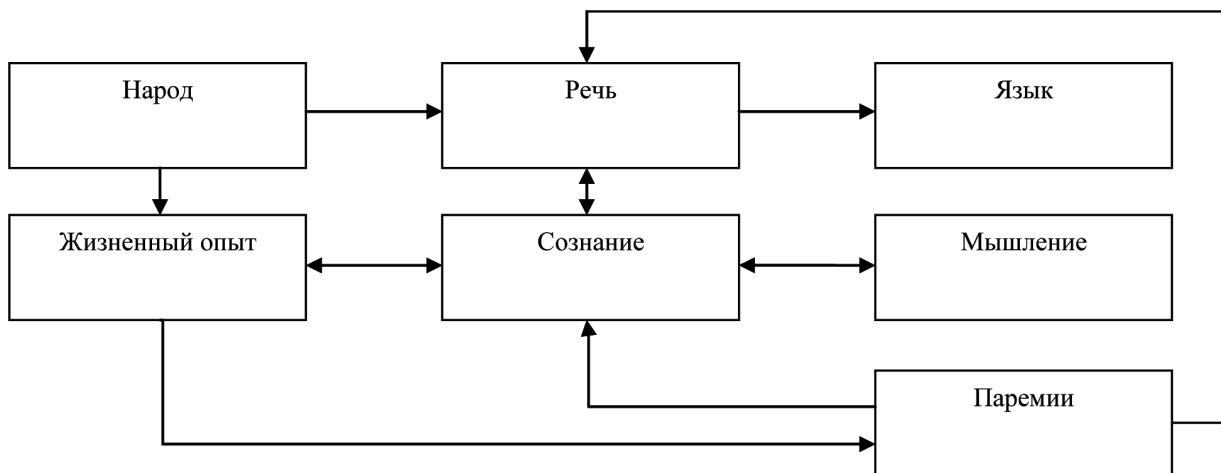 Народ
Речь
Язык
Жизненный опыт
Сознание
Мышление
Паремии